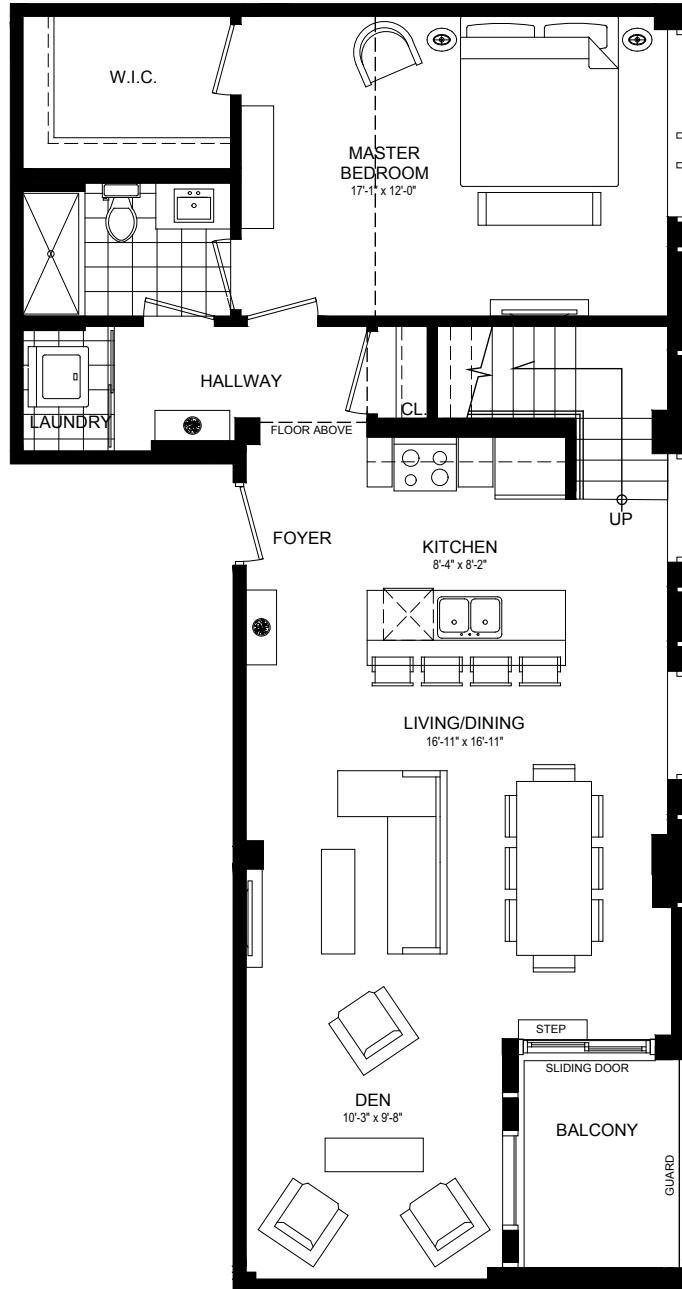 W.I.C.
MASTER
BEDROOM
17'-1" x 12'-0"
HALLWAY
LAUNDRY
CL.
FLOOR ABOVE
UP
FOYER
KITCHEN
8'-4" x 8'-2"
LIVING/DINING
16'-11" x 16'-11"
STEP
SLIDING DOOR
DEN
10'-3" x 9'-8"
BALCONY
GUARD